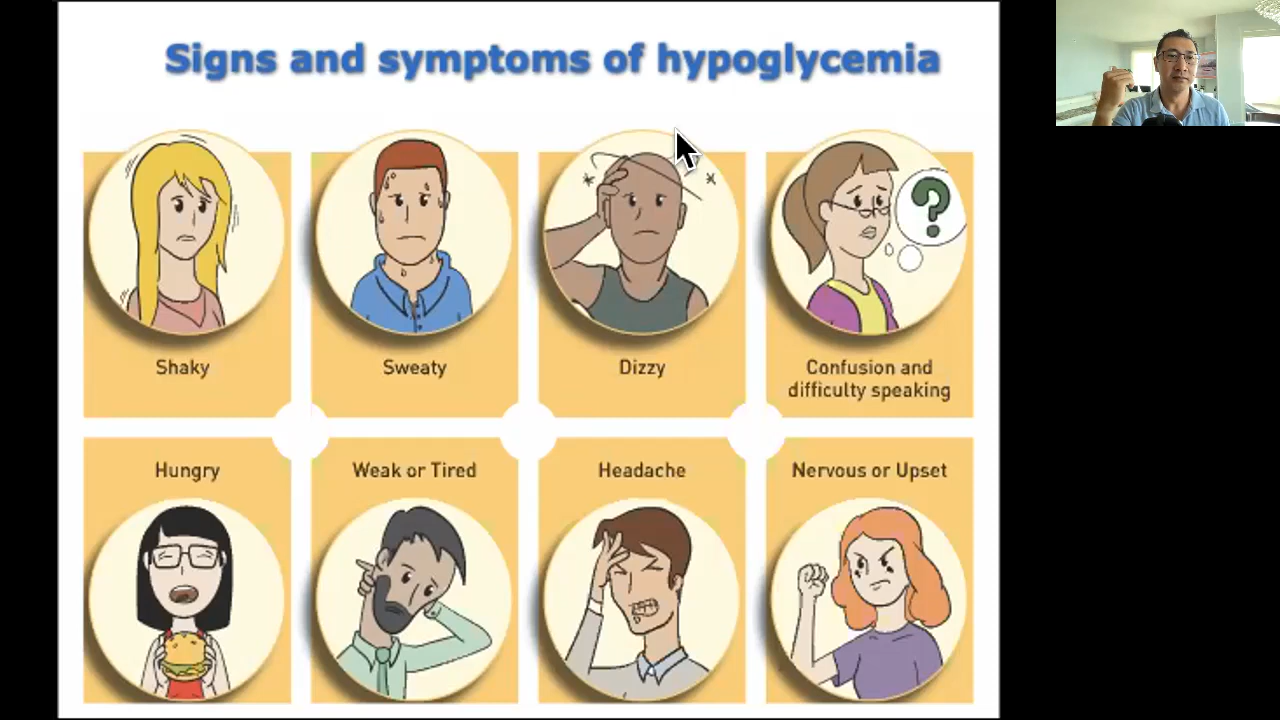 Signs and symptoms of hypoglycemia
Shaky
Sweaty
Dizzy
Confusion and
difficulty speaking
?
Hungry
Weak or Tired
Headache
Nervous or Upset